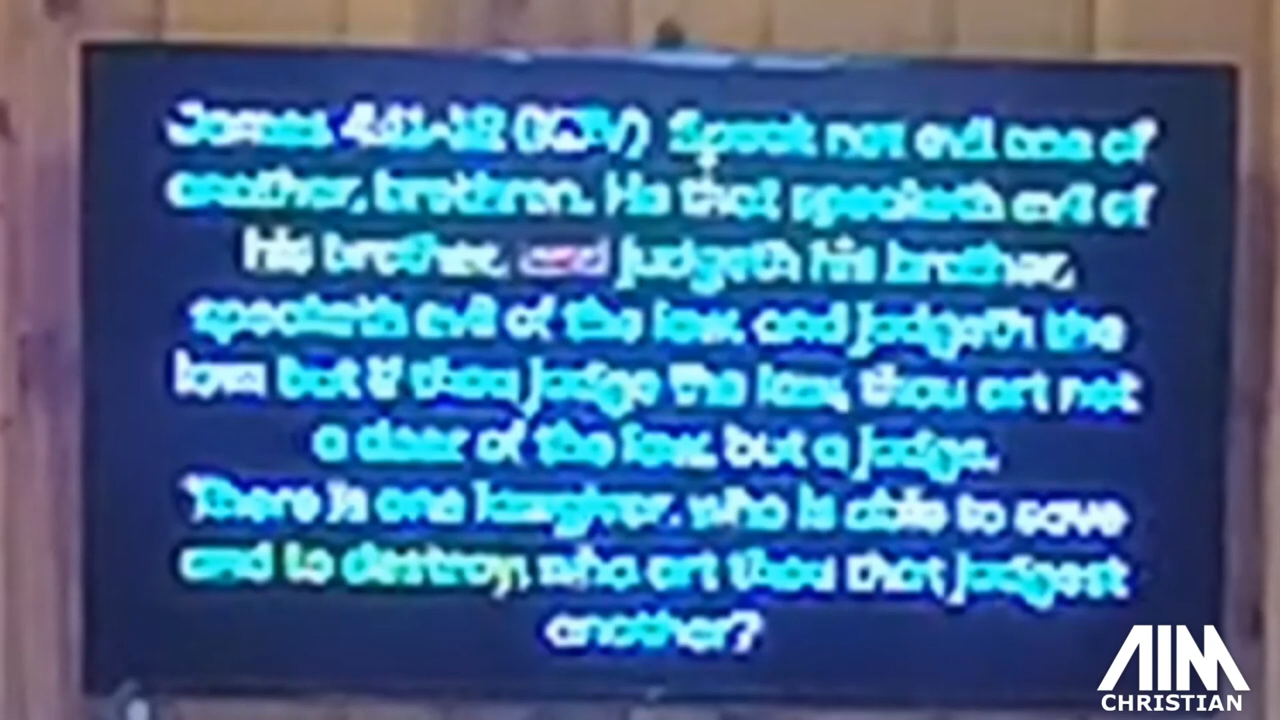 James 4:11-12 (KJV) Speak not evil one of
another, brethren. He that speaketh evil of
his brother, and judgeth his brother,
speaketh evil of the law, and judgeth the
law: but if thou judge the law, thou art not
a doer of the law, but a judge.
There is one lawgiver, who is able to save
and to destroy; who art thou that judgest
another?
AIM
CHRISTIAN